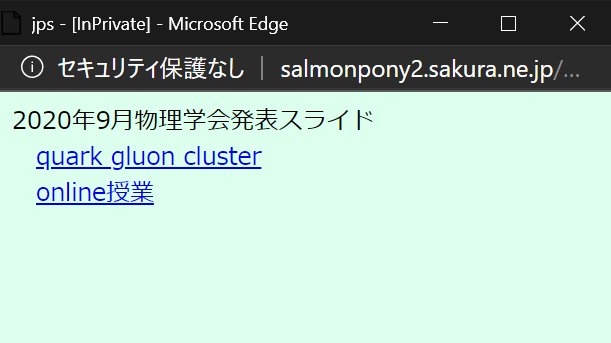 jps - [InPrivate] - Microsoft Edge
セキュリティ保護なし | salmonpony2.sakura.ne.jp/...
2020年9月物理学会発表スライド
quark gluon cluster
online授業